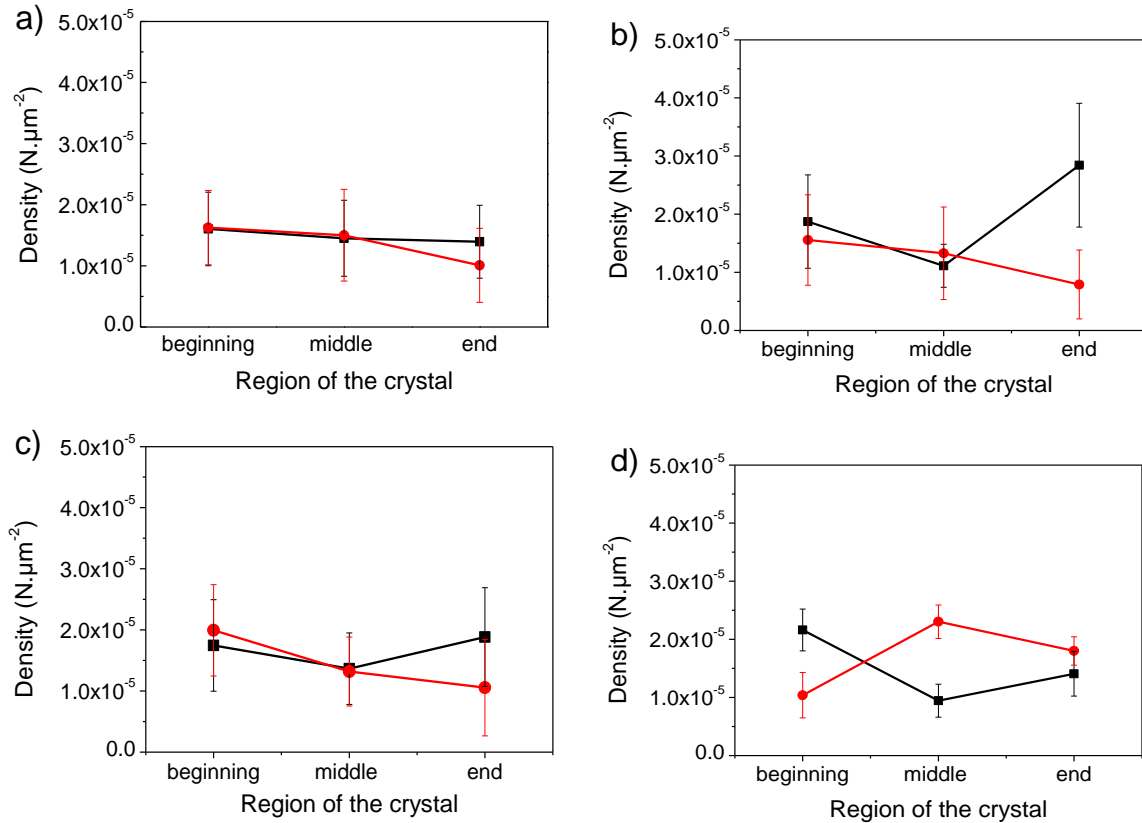 a)
5.0x10⁻⁵
4.0x10⁻⁵
3.0x10⁻⁵
2.0x10⁻⁵
1.0x10⁻⁵
0.0
Density (N.µm⁻²)
beginning middle end
Region of the crystal
b)
5.0x10⁻⁵
4.0x10⁻⁵
3.0x10⁻⁵
2.0x10⁻⁵
1.0x10⁻⁵
0.0
Density (N.µm⁻²)
beginning middle end
Region of the crystal
c)
5.0x10⁻⁵
4.0x10⁻⁵
3.0x10⁻⁵
2.0x10⁻⁵
1.0x10⁻⁵
0.0
Density (N.µm⁻²)
beginning middle end
Region of the crystal
d)
5.0x10⁻⁵
4.0x10⁻⁵
3.0x10⁻⁵
2.0x10⁻⁵
1.0x10⁻⁵
0.0
Density (N.µm⁻²)
beginning middle end
Region of the crystal